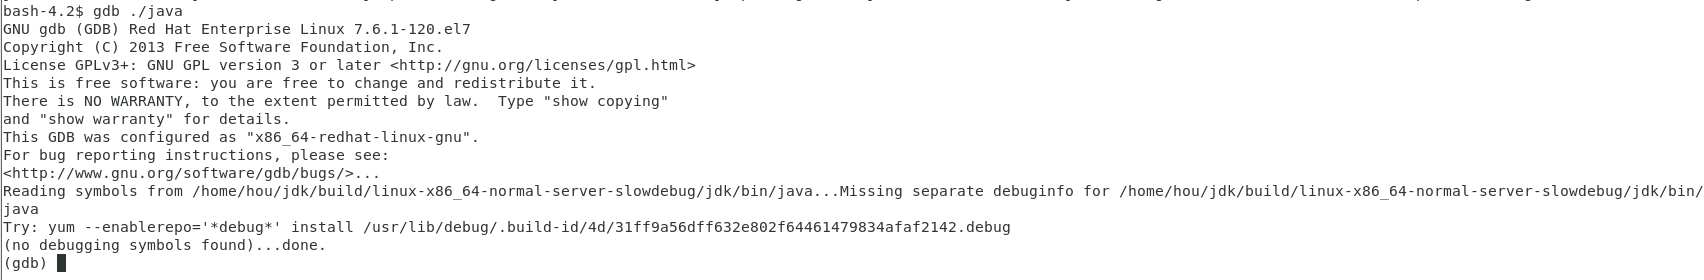 bash-4.2$ gdb ./java
GNU gdb (GDB) Red Hat Enterprise Linux 7.6.1-120.el7
Copyright (C) 2013 Free Software Foundation, Inc.
License GPLv3+: GNU GPL version 3 or later <http://gnu.org/licenses/gpl.html>
This is free software: you are free to change and redistribute it.
There is NO WARRANTY, to the extent permitted by law.  Type "show copying"
and "show warranty" for details.
This GDB was configured as "x86_64-redhat-linux-gnu".
For bug reporting instructions, please see:
<http://www.gnu.org/software/gdb/bugs/>...
Reading symbols from /home/hou/jdk/build/linux-x86_64-normal-server-slowdebug/jdk/bin/java...Missing separate debuginfo for /home/hou/jdk/build/linux-x86_64-normal-server-slowdebug/jdk/bin/
java
Try: yum --enablerepo='*debug*' install /usr/lib/debug/.build-id/4d/31ff9a56dff632e802f64461479834afaf2142.debug
(no debugging symbols found)...done.
(gdb)